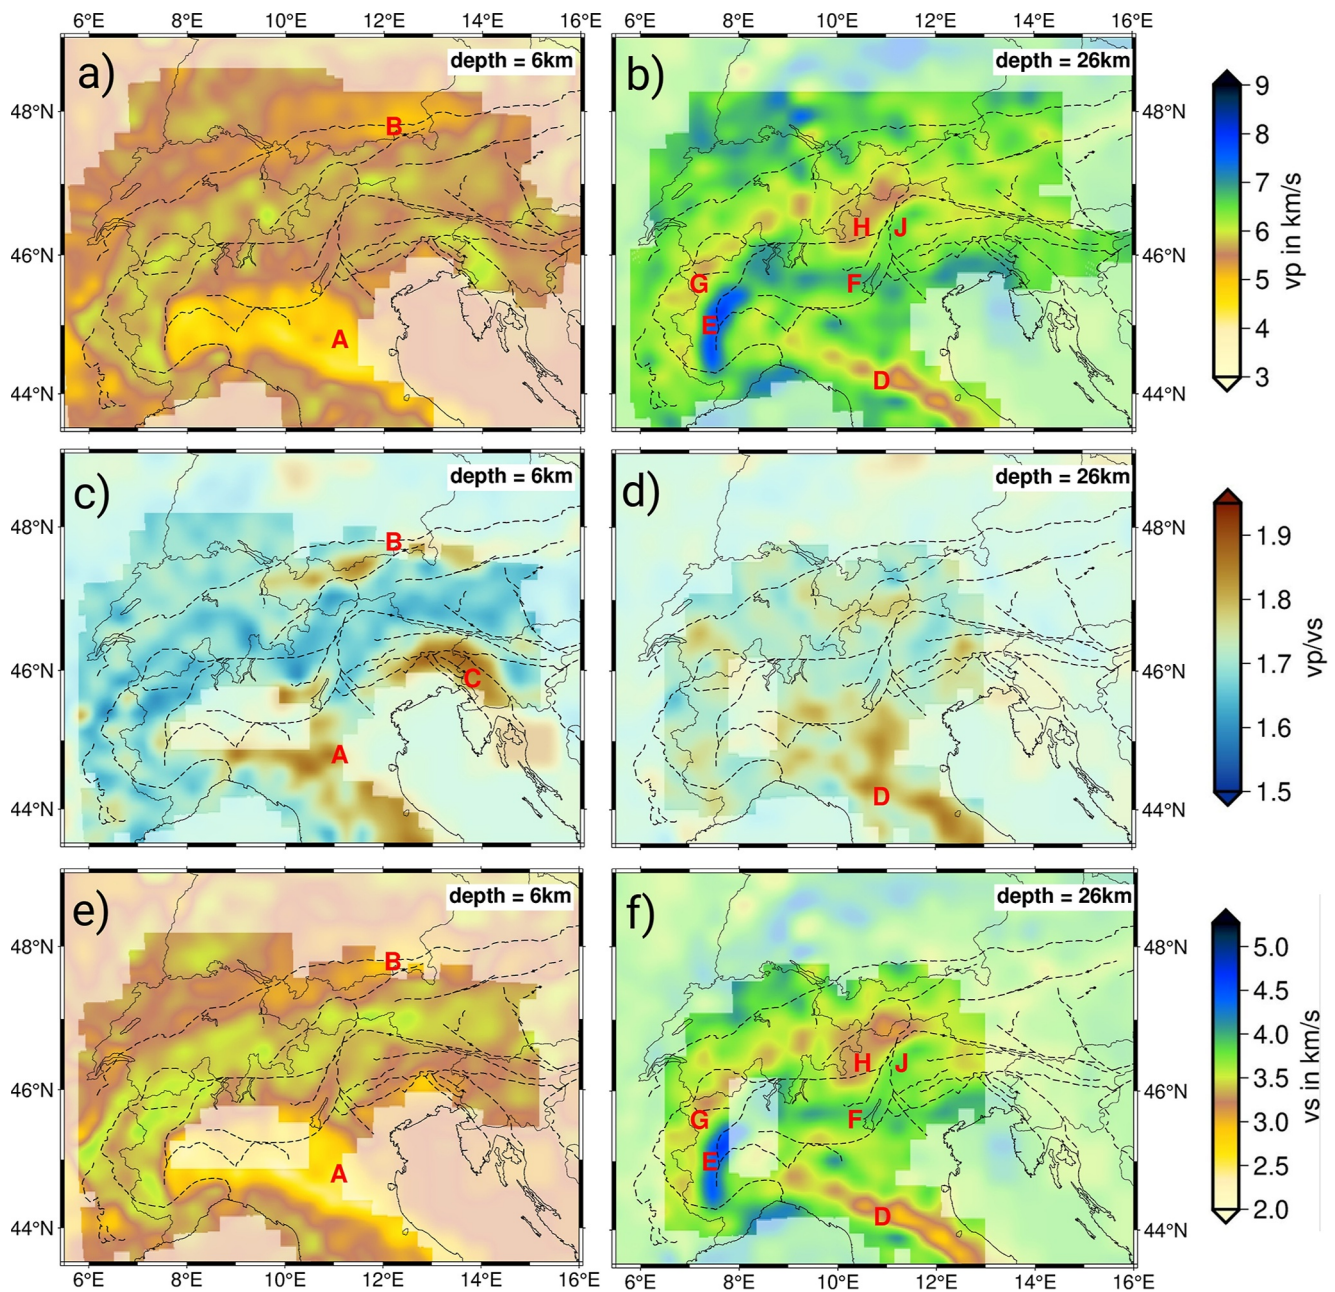 6°E 8°E 10°E 12°E 14°E 16°E 6°E 8°E 10°E 12°E 14°E 16°E
a) depth = 6km b) depth = 26km
48°N B 48°N
46°N H J 46°N
G F
A E
44°N D 44°N
9
8
7
6
5
4
3
vp in km/s
c) depth = 6km d) depth = 26km
48°N B 48°N
46°N C 46°N
A D
44°N 44°N
1.9
1.8
1.7
1.6
1.5
vp/vs
e) depth = 6km f) depth = 26km
48°N B 48°N
46°N H J 46°N
G F
A E
44°N D 44°N
5.0
4.5
4.0
3.5
3.0
2.5
2.0
vs in km/s
6°E 8°E 10°E 12°E 14°E 16°E 6°E 8°E 10°E 12°E 14°E 16°E